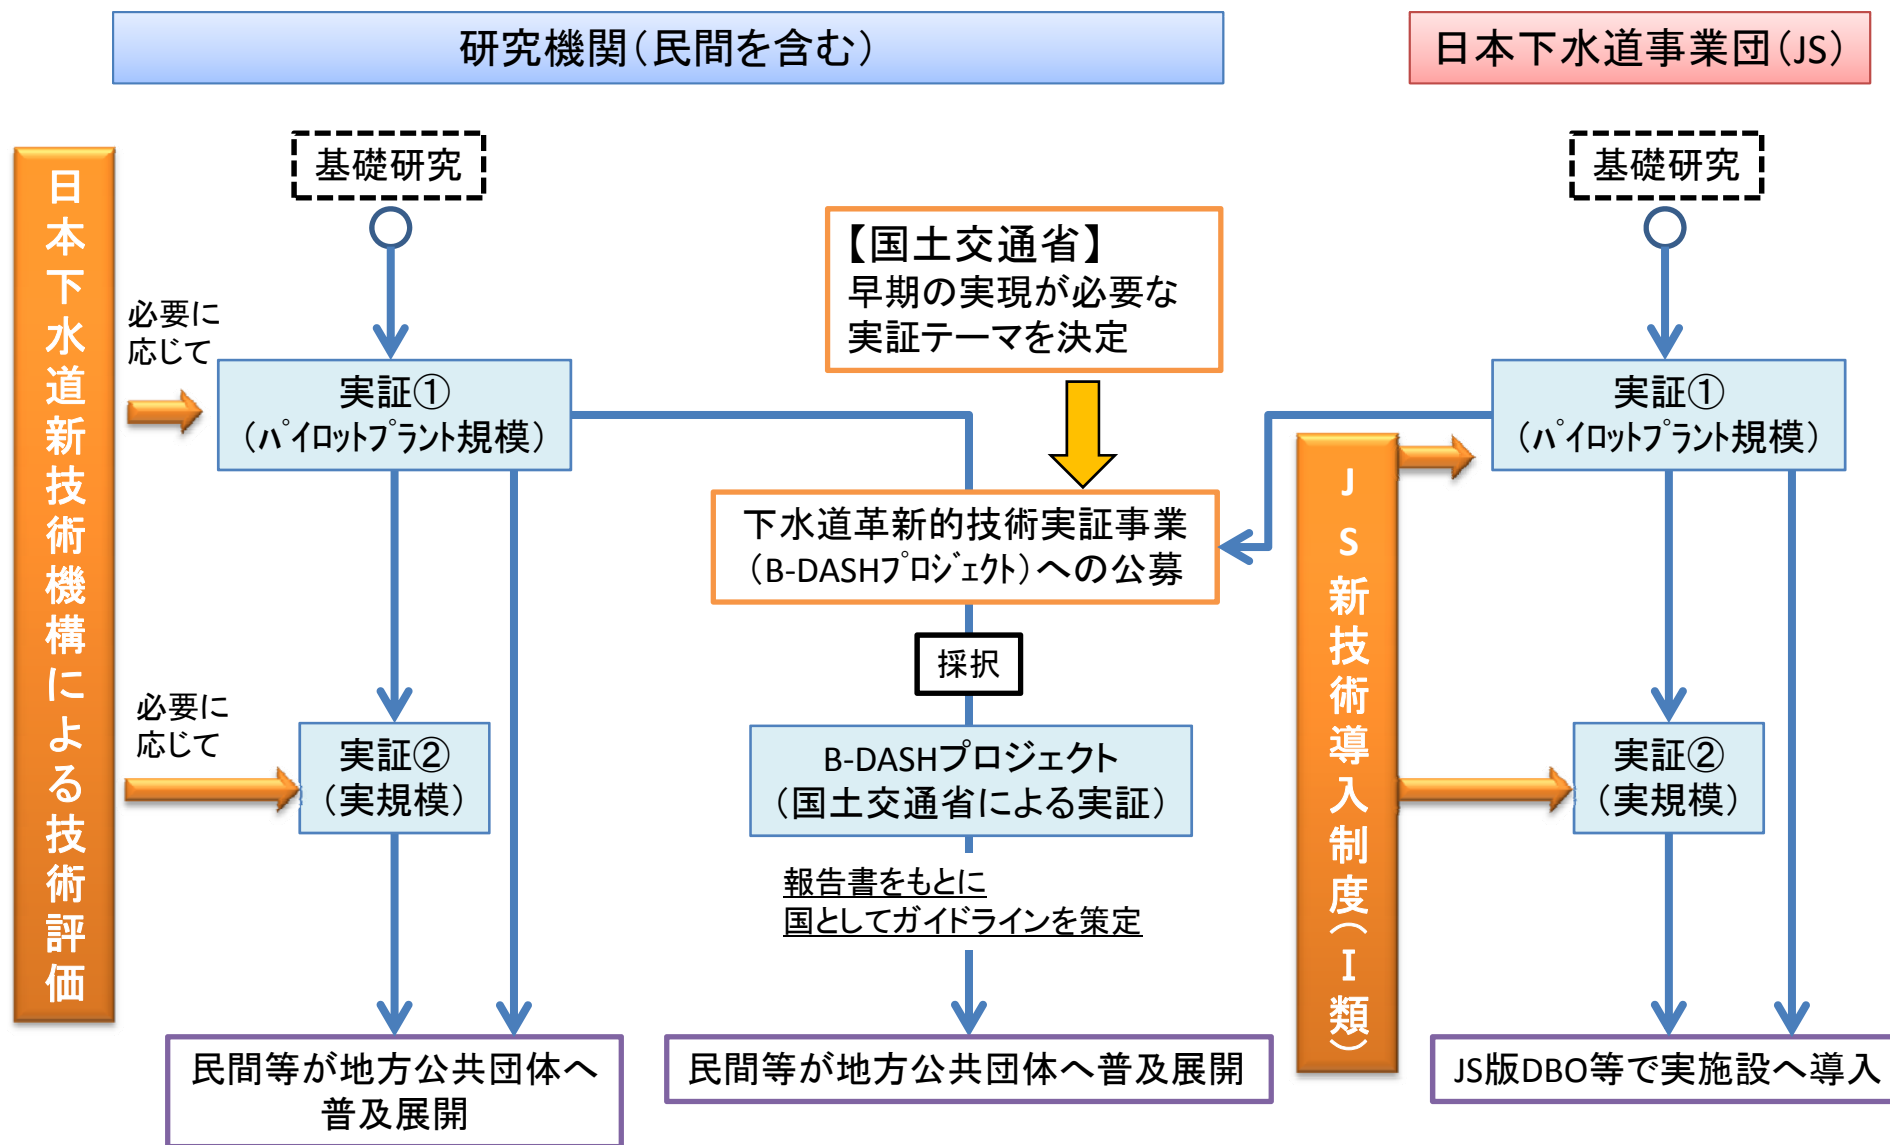 研究機関（民間を含む）
日本下水道事業団（JS）
日本下水道新技術機構による技術評価
基礎研究
必要に
応じて
実証①
（ﾊﾟｲﾛｯﾄﾌﾟﾗﾝﾄ規模）
必要に
応じて
実証②
（実規模）
民間等が地方公共団体へ
普及展開
【国土交通省】
早期の実現が必要な
実証テーマを決定
下水道革新的技術実証事業
（B-DASHﾌﾟﾛｼﾞｪｸﾄ）への公募
採択
B-DASHプロジェクト
（国土交通省による実証）
報告書をもとに
国としてガイドラインを策定
民間等が地方公共団体へ普及展開
JS新技術導入制度（Ⅰ類）
基礎研究
実証①
（ﾊﾟｲﾛｯﾄﾌﾟﾗﾝﾄ規模）
実証②
（実規模）
JS版DBO等で実施設へ導入